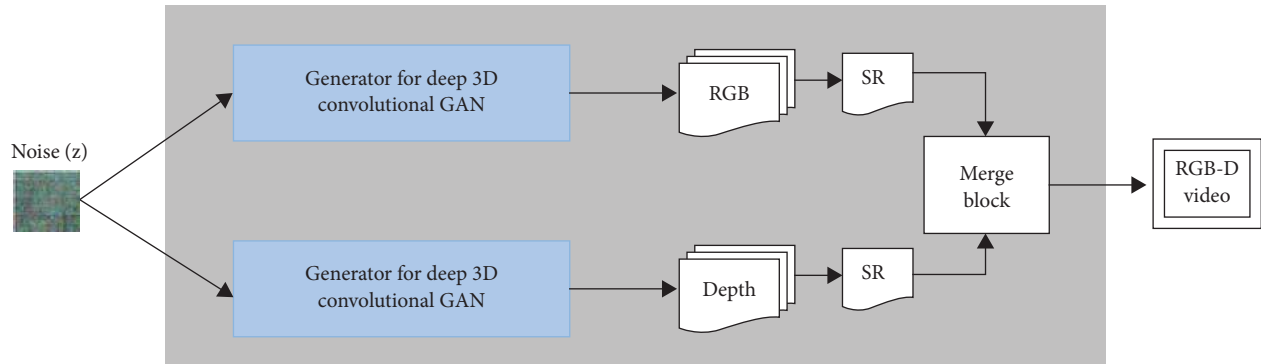 Noise (z)
Generator for deep 3D
convolutional GAN
RGB
SR
Generator for deep 3D
convolutional GAN
Depth
SR
Merge
block
RGB-D
video